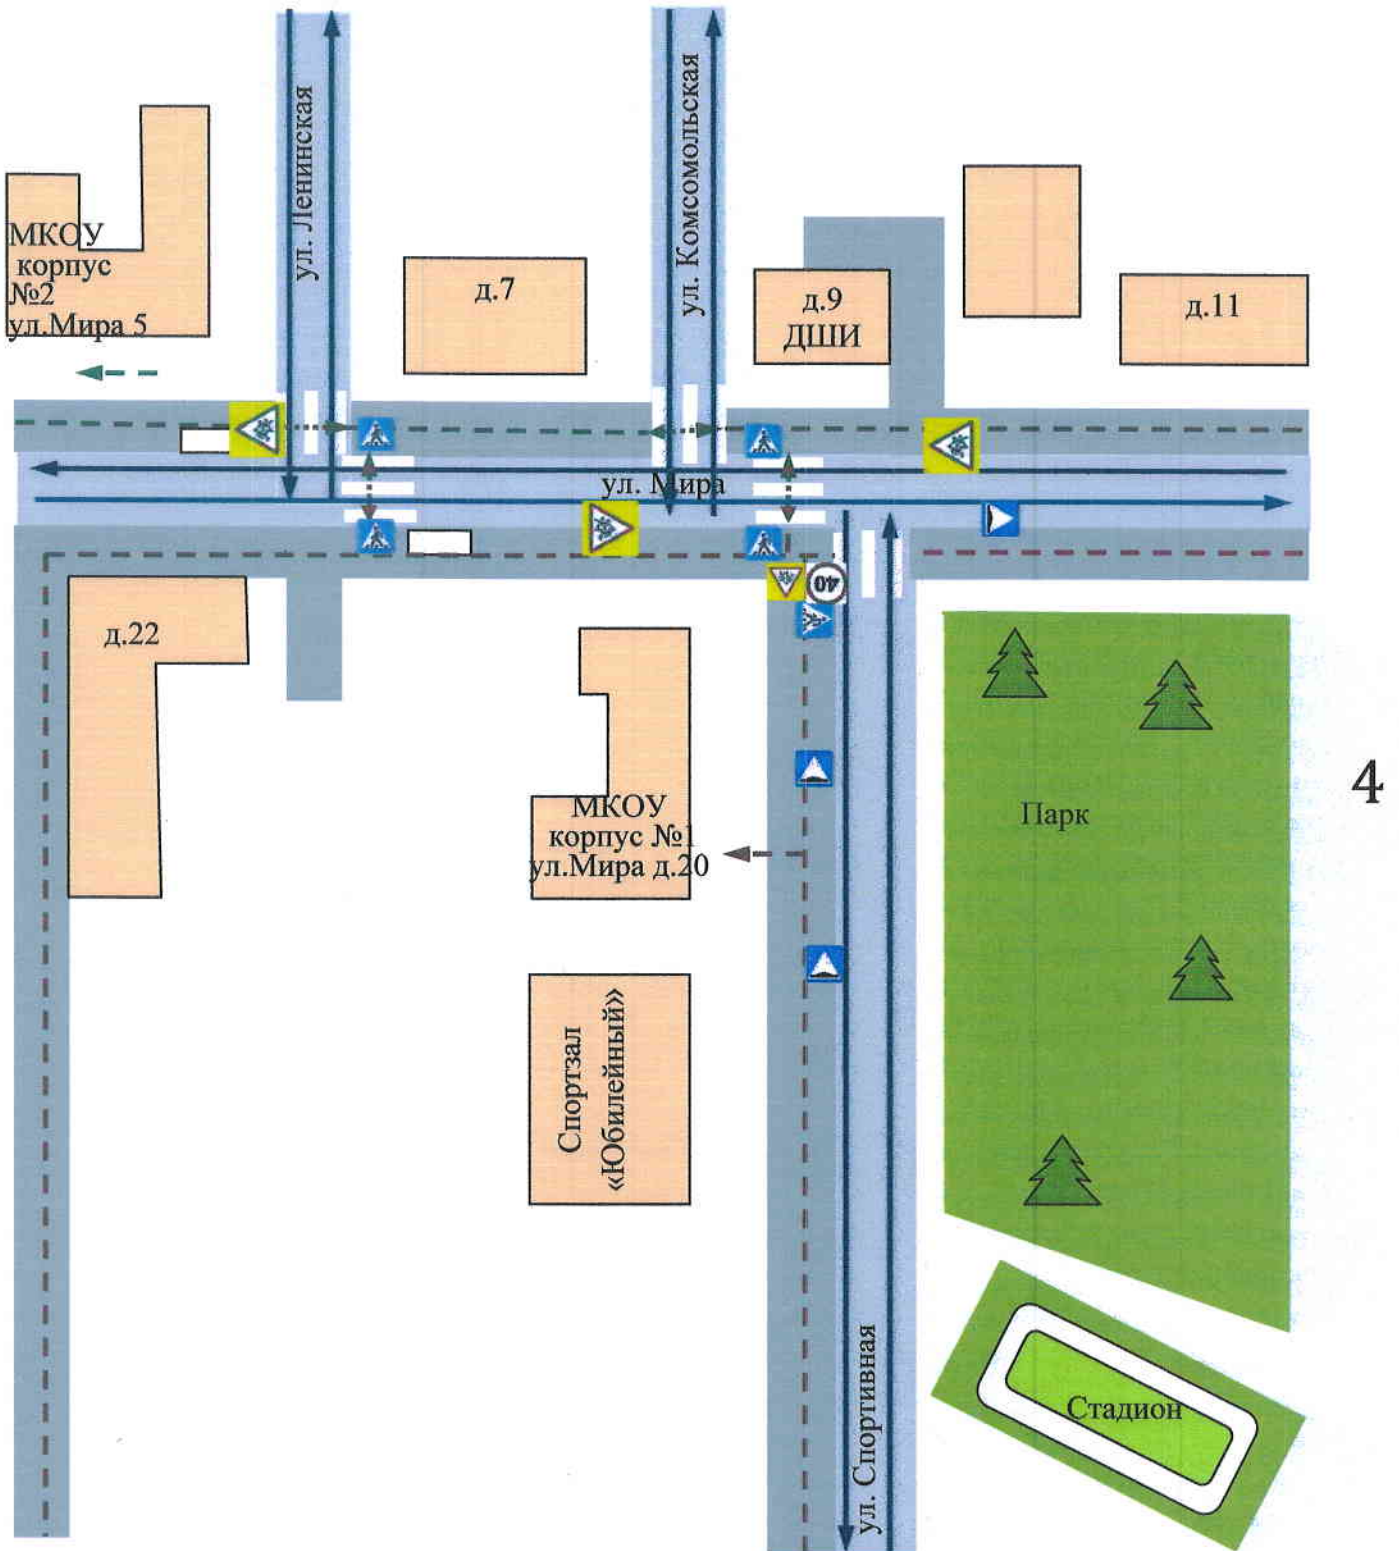 ул. Ленинская
ул. Комсомольская
МКОУ
корпус
№2
ул.Мира 5
д.7
д.9
ДШИ
д.11
ул. Мира
40
д.22
МКОУ
корпус №1
ул.Мира д.20
Парк
4
Спортзал
«Юбилейный»
ул. Спортивная
Стадион